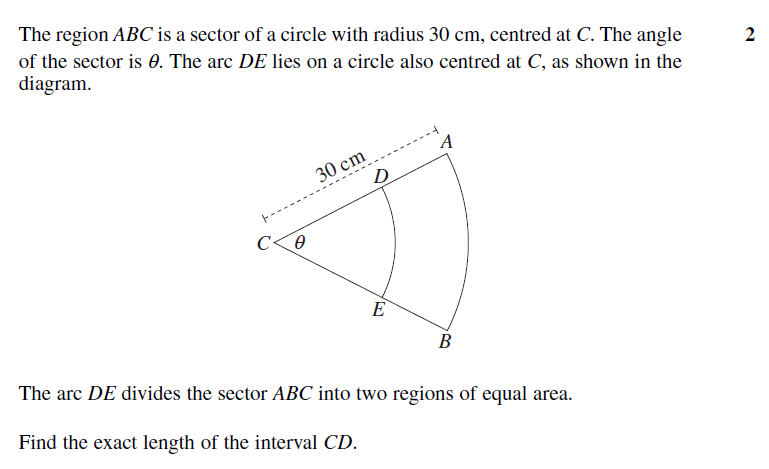 The region ABC is a sector of a circle with radius 30 cm, centred at C. The angle 2
of the sector is θ. The arc DE lies on a circle also centred at C, as shown in the
diagram.
A
30 cm
D
C
θ
E
B
The arc DE divides the sector ABC into two regions of equal area.
Find the exact length of the interval CD.